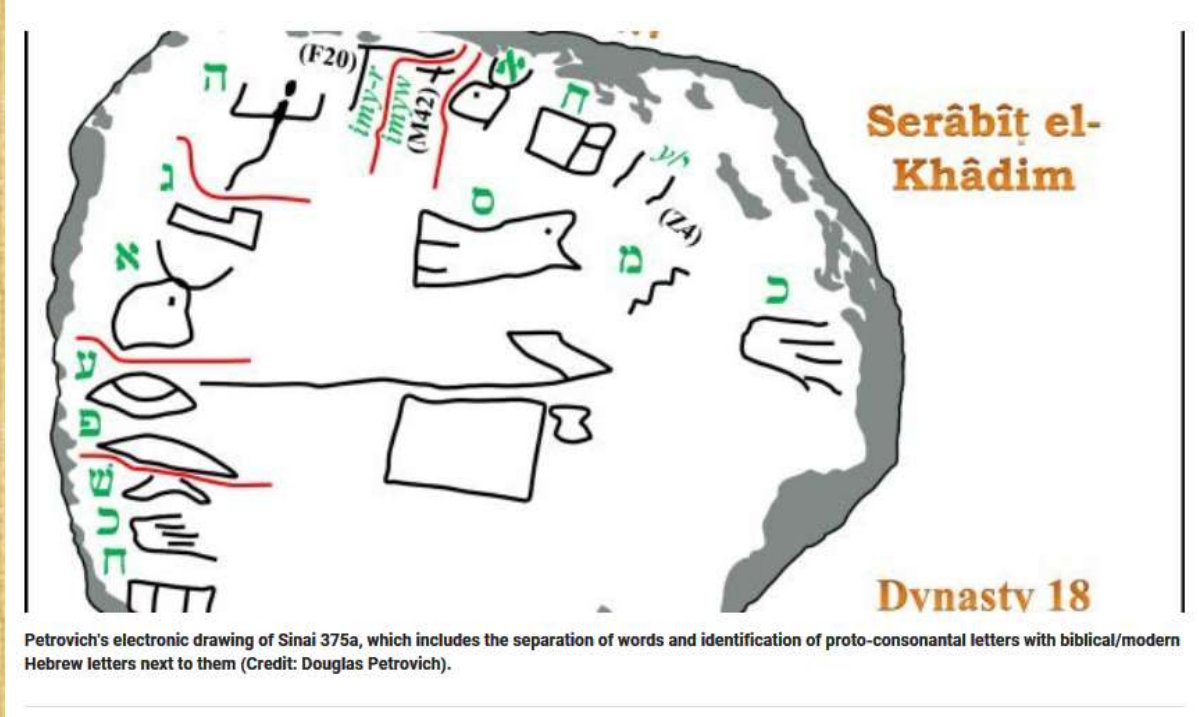 Serâbîṭ el-
Khâdim
(F20)
imy-r
imyw
(M42)
א
ח
y/i
(Z4)
ה
ג
א
ס
מ
ע
פ
ש
ת
ח
Dynasty 18
Petrovich's electronic drawing of Sinai 375a, which includes the separation of words and identification of proto-consonantal letters with biblical/modern
Hebrew letters next to them (Credit: Douglas Petrovich).